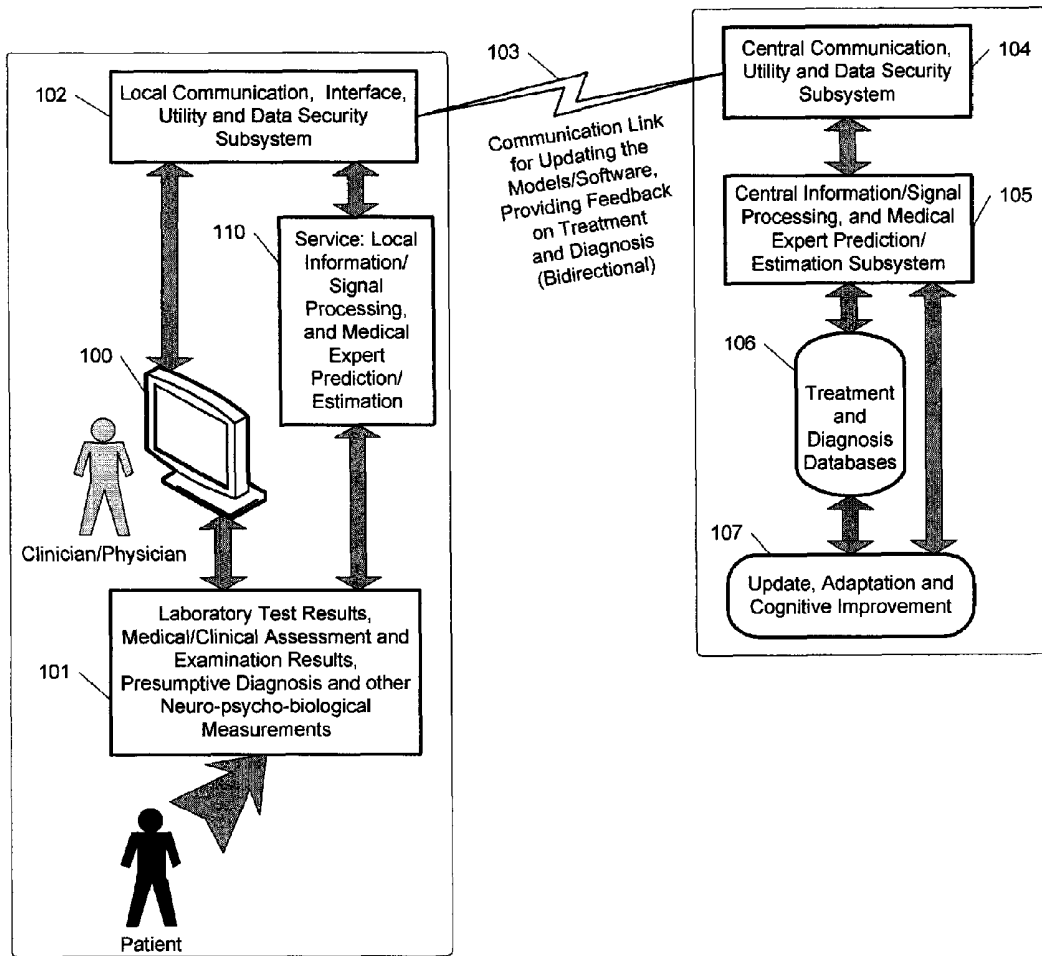 102
Local Communication, Interface,
Utility and Data Security
Subsystem
103
Communication Link
for Updating the
Models/Software,
Providing Feedback
on Treatment
and Diagnosis
(Bidirectional)
110
Service: Local
Information/
Signal
Processing,
and Medical
Expert
Prediction/
Estimation
100
Clinician/Physician
101
Laboratory Test Results,
Medical/Clinical Assessment and
Examination Results,
Presumptive Diagnosis and other
Neuro-psycho-biological
Measurements
Patient
Central Communication,
Utility and Data Security
Subsystem
104
Central Information/Signal
Processing, and Medical
Expert Prediction/
Estimation Subsystem
105
106
Treatment
and
Diagnosis
Databases
107
Update, Adaptation and
Cognitive Improvement